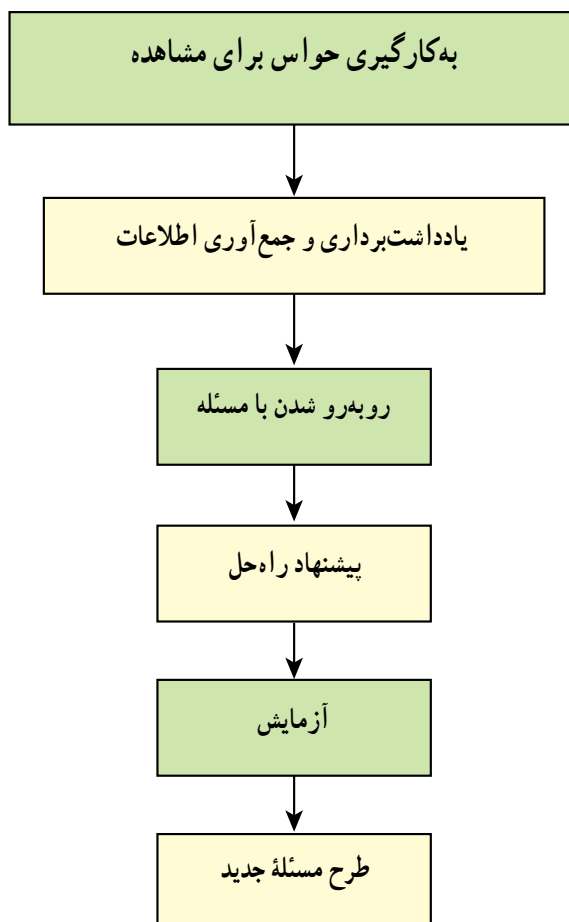 به‌کارگیری حواس برای مشاهده
یادداشت‌برداری و جمع‌آوری اطلاعات
روبه‌رو شدن با مسئله
پیشنهاد راه‌حل
آزمایش
طرح مسئلهٔ جدید